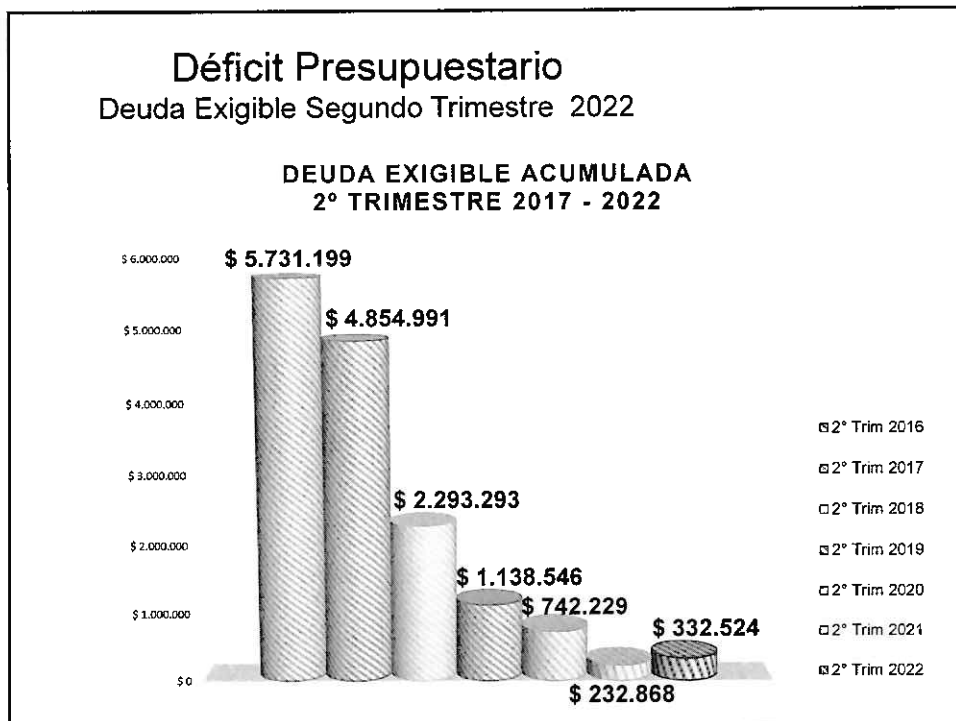 Déficit Presupuestario
Deuda Exigible Segundo Trimestre 2022
DEUDA EXIGIBLE ACUMULADA
2º TRIMESTRE 2017 - 2022
$ 6.000.000
$ 5.000.000
$ 4.000.000
$ 3.000.000
$ 2.000.000
$ 1.000.000
$ 0
$ 5.731.199
$ 4.854.991
$ 2.293.293
$ 1.138.546
$ 742.229
$ 232.868
$ 332.524
2° Trim 2016
2° Trim 2017
2° Trim 2018
2° Trim 2019
2° Trim 2020
2° Trim 2021
2° Trim 2022